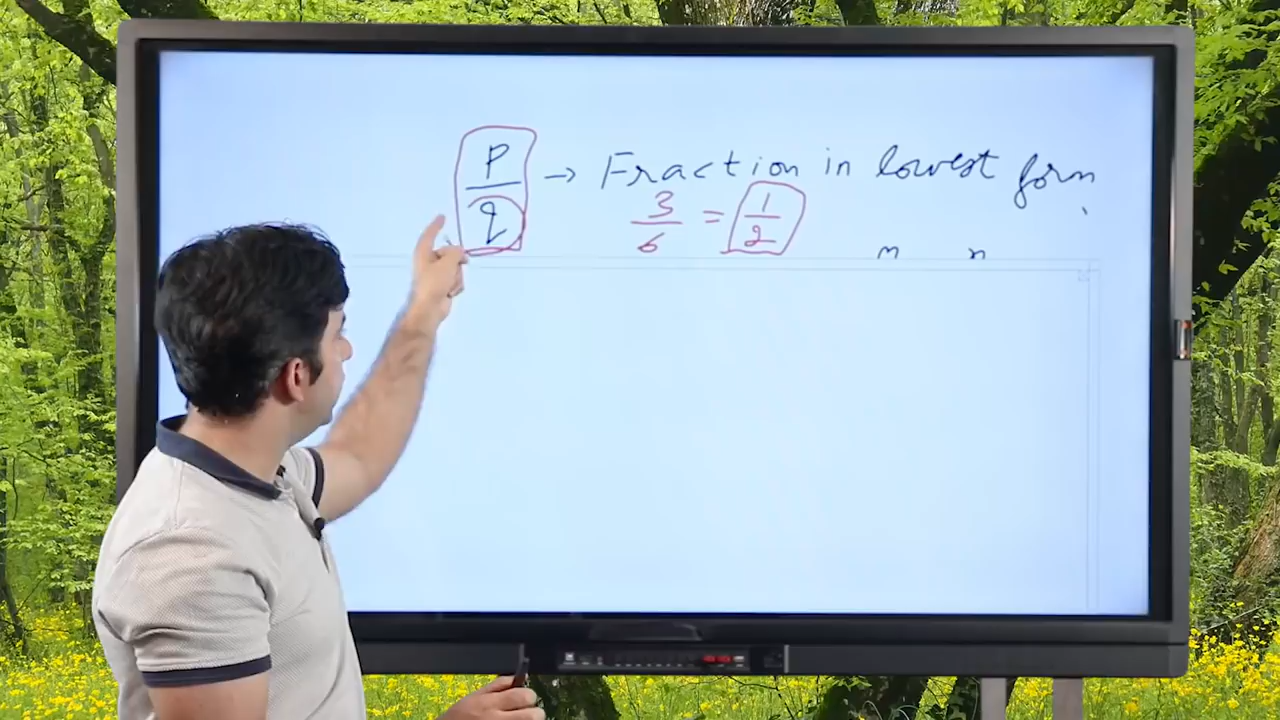 p/q → Fraction in lowest form.
3/6 = 1/2
m n